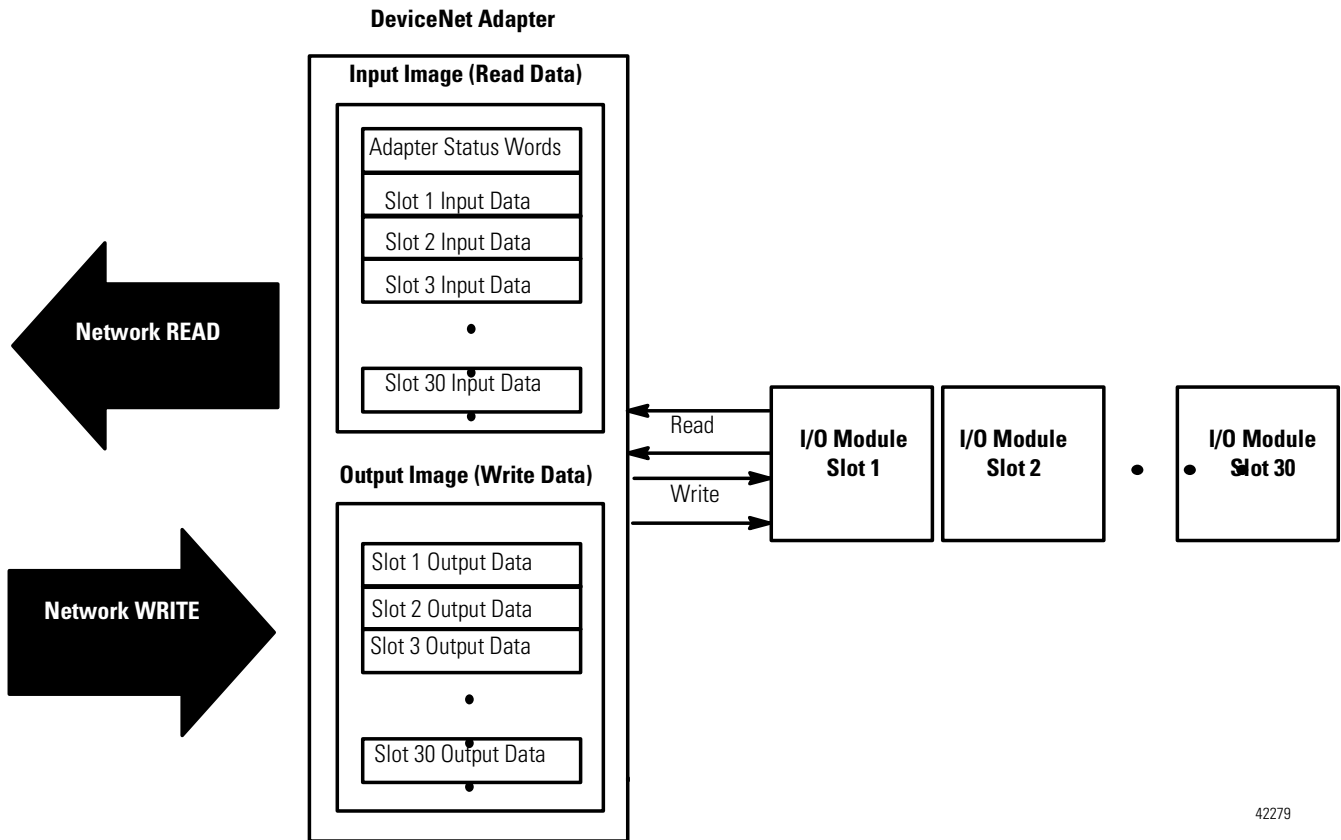 DeviceNet Adapter
Input Image (Read Data)
Adapter Status Words
Slot 1 Input Data
Slot 2 Input Data
Slot 3 Input Data
Slot 30 Input Data
Network READ
Read
Write
I/O Module
Slot 1
I/O Module
Slot 2
I/O Module
Slot 30
Output Image (Write Data)
Slot 1 Output Data
Slot 2 Output Data
Slot 3 Output Data
Slot 30 Output Data
Network WRITE
42279